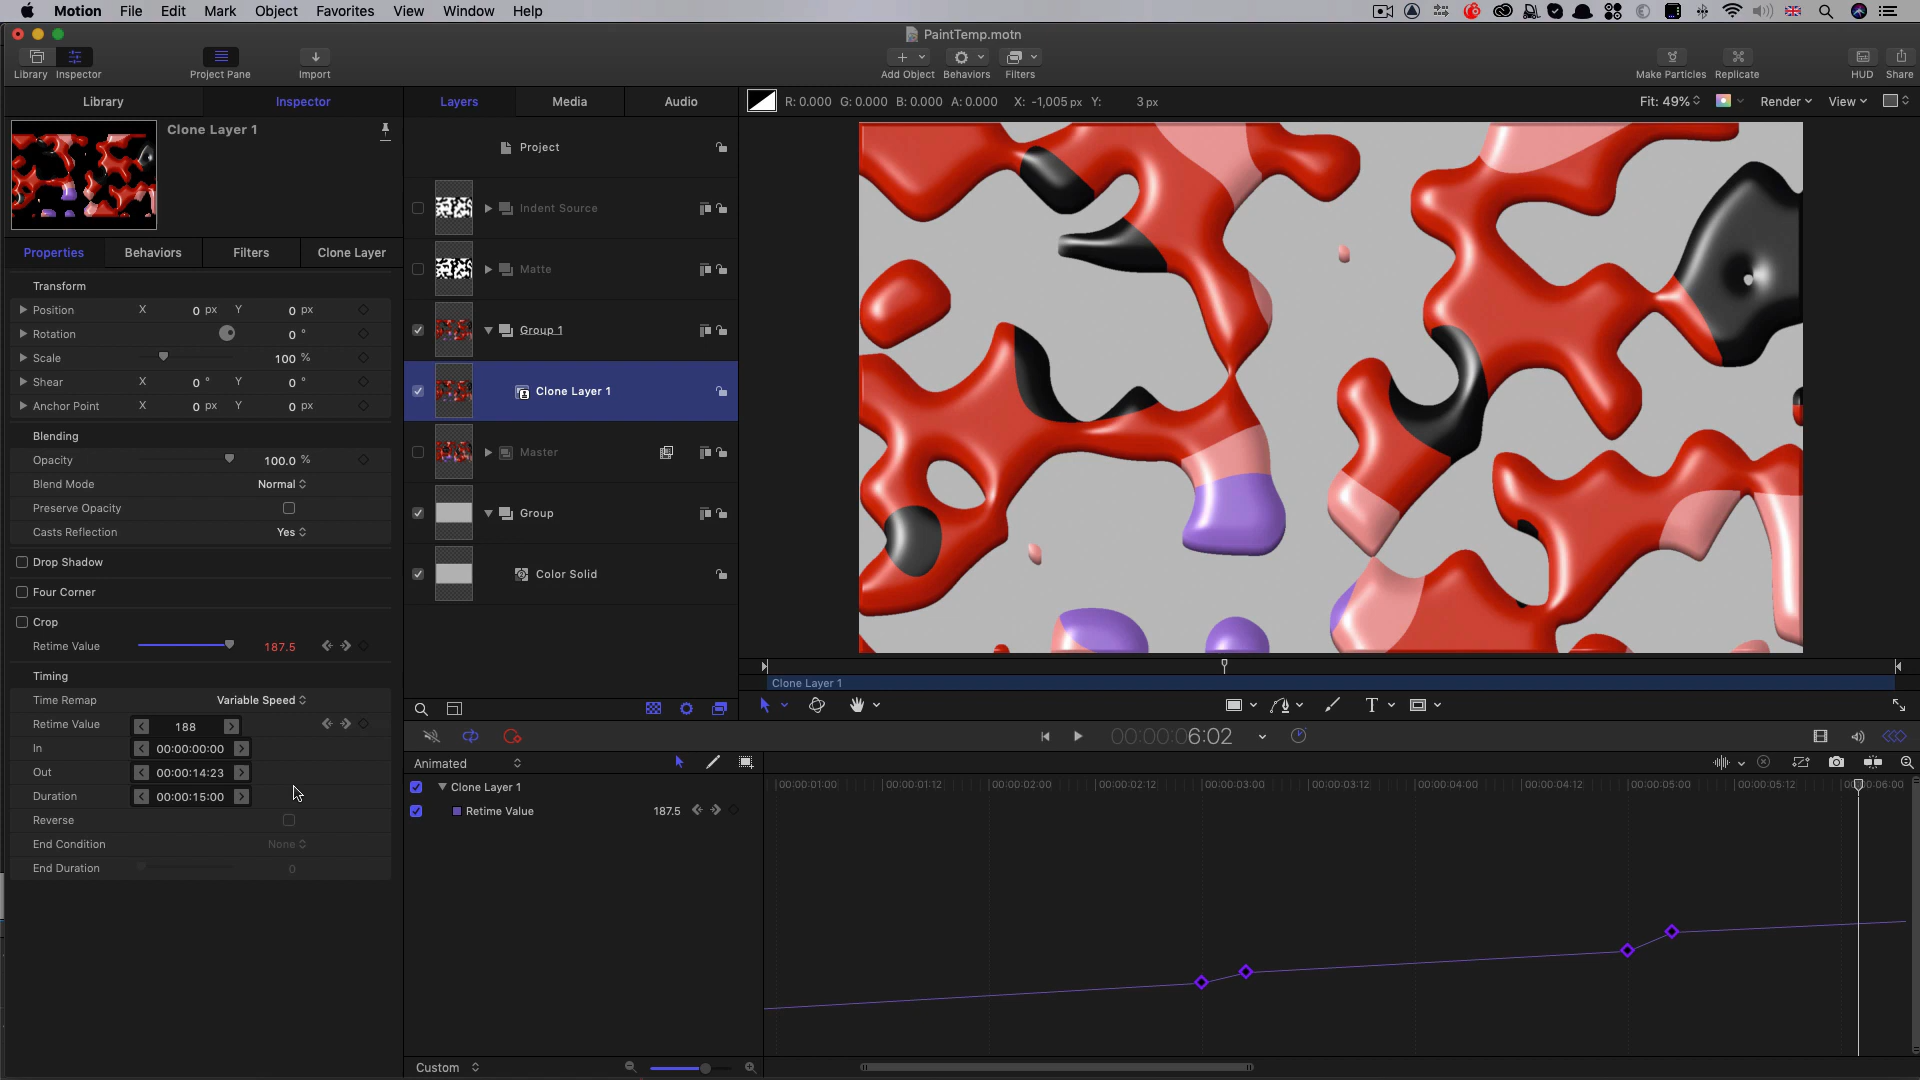 Motion File Edit Mark Object Favorites View Window Help
PaintTemp.motn
Library Inspector Project Pane Import Add Object Behaviors Filters Make Particles Replicate HUD Share
Library Inspector Layers Media Audio R: 0.000 G: 0.000 B: 0.000 A: 0.000 X: -1,005 px Y: 3 px Fit: 49% Render View
Clone Layer 1
Project
Indent Source
Properties Behaviors Filters Clone Layer
Matte
Transform
Position X 0 px Y 0 px
Rotation 0 °
Group 1
Scale 100 %
Shear X 0 ° Y 0 °
Clone Layer 1
Anchor Point X 0 px Y 0 px
Blending
Opacity 100.0 %
Master
Blend Mode Normal
Preserve Opacity
Group
Casts Reflection Yes
Drop Shadow
Color Solid
Four Corner
Crop
Retime Value 187.5
Timing
Clone Layer 1
Time Remap Variable Speed
T
Retime Value 188
00:00:00:6:02
In 00:00:00:00
Animated
Out 00:00:14:23
00:00:01:00 00:00:01:12 00:00:02:00 00:00:02:12 00:00:03:00 00:00:03:12 00:00:04:00 00:00:04:12 00:00:05:00 00:00:05:12 00:00:06:00
Clone Layer 1
Duration 00:00:15:00
Retime Value 187.5
Reverse
End Condition None
End Duration 0
Custom